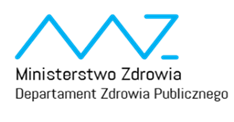 Ministerstwo Zdrowia
Departament Zdrowia Publicznego